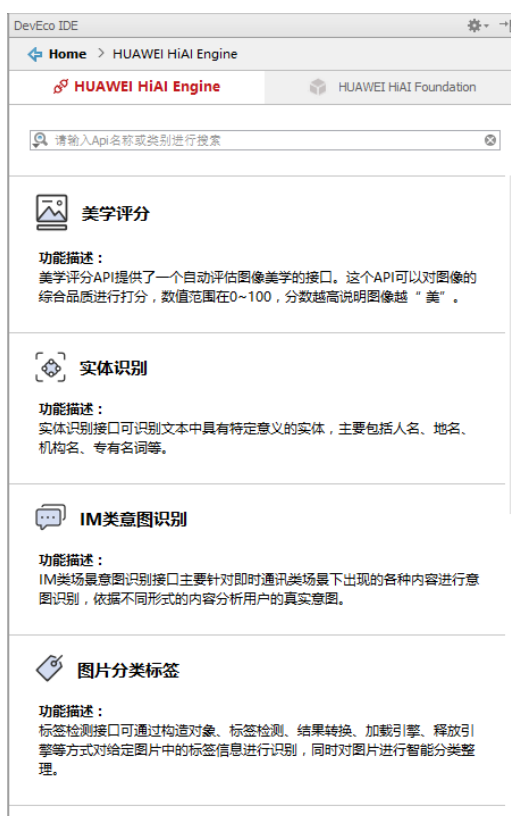 DevEco IDE
Home > HUAWEI HiAI Engine
HUAWEI HiAI Engine HUAWEI HiAI Foundation
请输入Api名称或类别进行搜索
美学评分
功能描述：
美学评分API提供了一个自动评估图像美学的接口。这个API可以对图像的
综合品质进行打分，数值范围在0~100，分数越高说明图像越“美”。
实体识别
功能描述：
实体识别接口可识别文本中具有特定意义的实体，主要包括人名、地名、
机构名、专有名词等。
IM类意图识别
功能描述：
IM类场景意图识别接口主要针对即时通讯类场景下出现的各种内容进行意
图识别，依据不同形式的内容分析用户的真实意图。
图片分类标签
功能描述：
标签检测接口可通过构造对象、标签检测、结果转换、加载引擎、释放引
擎等方式对给定图片中的标签信息进行识别，同时对图片进行智能分类整
理。